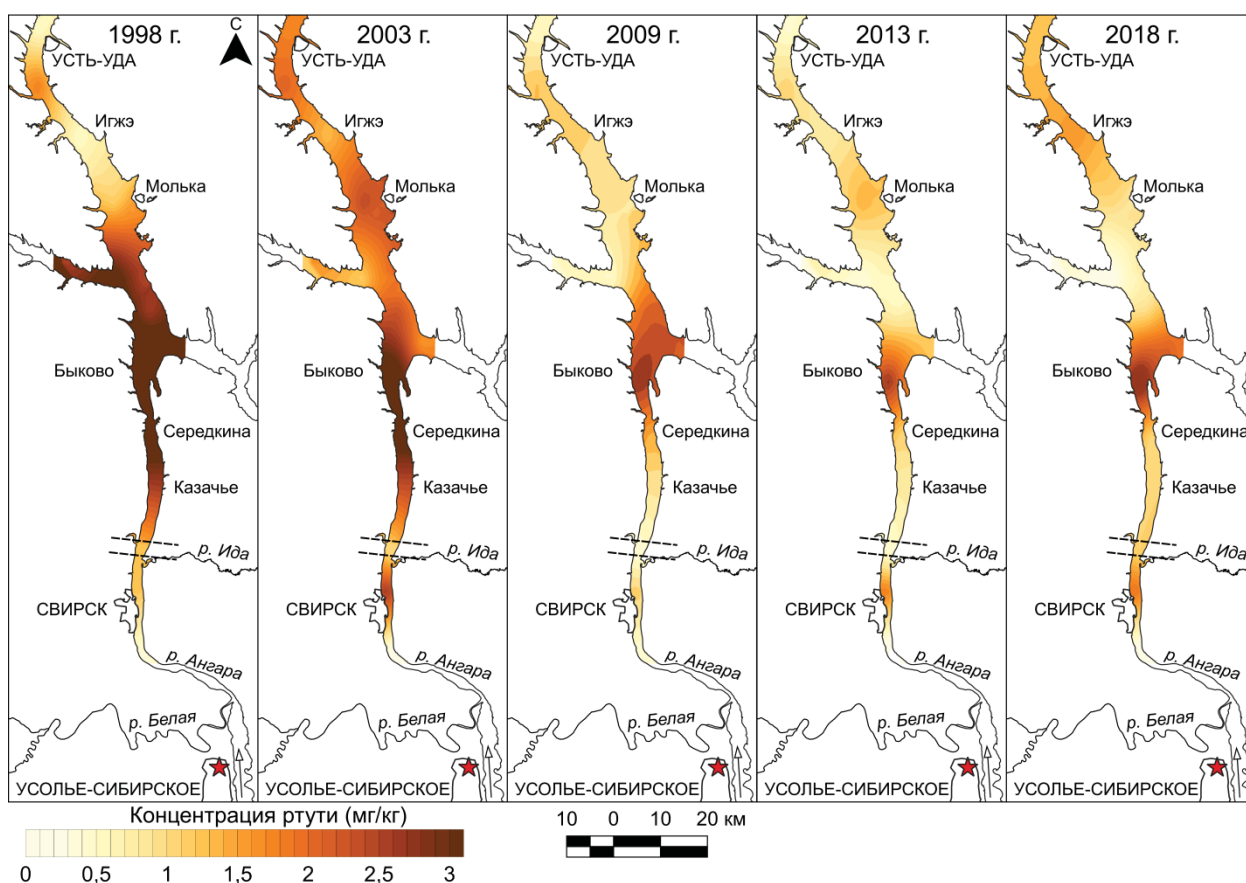 1998 г.
С
УСТЬ-УДА
Игжэ
Молька
Быково
Середкина
Казачье
р. Ида
СВИРСК
р. Ангара
р. Белая
УСОЛЬЕ-СИБИРСКОЕ
2003 г.
УСТЬ-УДА
Игжэ
Молька
Быково
Середкина
Казачье
р. Ида
СВИРСК
р. Ангара
р. Белая
УСОЛЬЕ-СИБИРСКОЕ
2009 г.
УСТЬ-УДА
Игжэ
Молька
Быково
Середкина
Казачье
р. Ида
СВИРСК
р. Ангара
р. Белая
УСОЛЬЕ-СИБИРСКОЕ
2013 г.
УСТЬ-УДА
Игжэ
Молька
Быково
Середкина
Казачье
р. Ида
СВИРСК
р. Ангара
р. Белая
УСОЛЬЕ-СИБИРСКОЕ
2018 г.
УСТЬ-УДА
Игжэ
Молька
Быково
Середкина
Казачье
р. Ида
СВИРСК
р. Ангара
р. Белая
УСОЛЬЕ-СИБИРСКОЕ
Концентрация ртути (мг/кг)
0 0,5 1 1,5 2 2,5 3
10 0 10 20 км